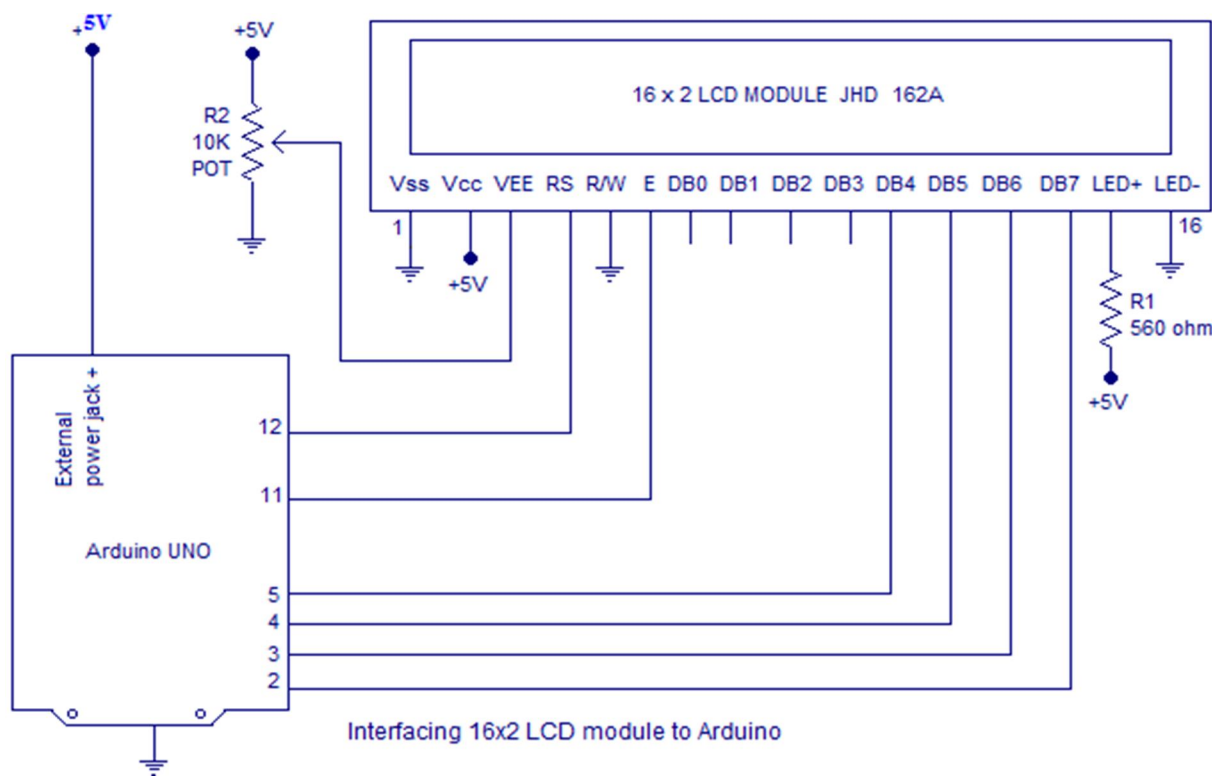 +5V
+5V
R2
10K
POT
16 x 2 LCD MODULE JHD 162A
Vss Vcc VEE RS R/W E DB0 DB1 DB2 DB3 DB4 DB5 DB6 DB7 LED+ LED-
1
16
+5V
R1
560 ohm
+5V
External
power jack +
12
11
Arduino UNO
5
4
3
2
Interfacing 16x2 LCD module to Arduino